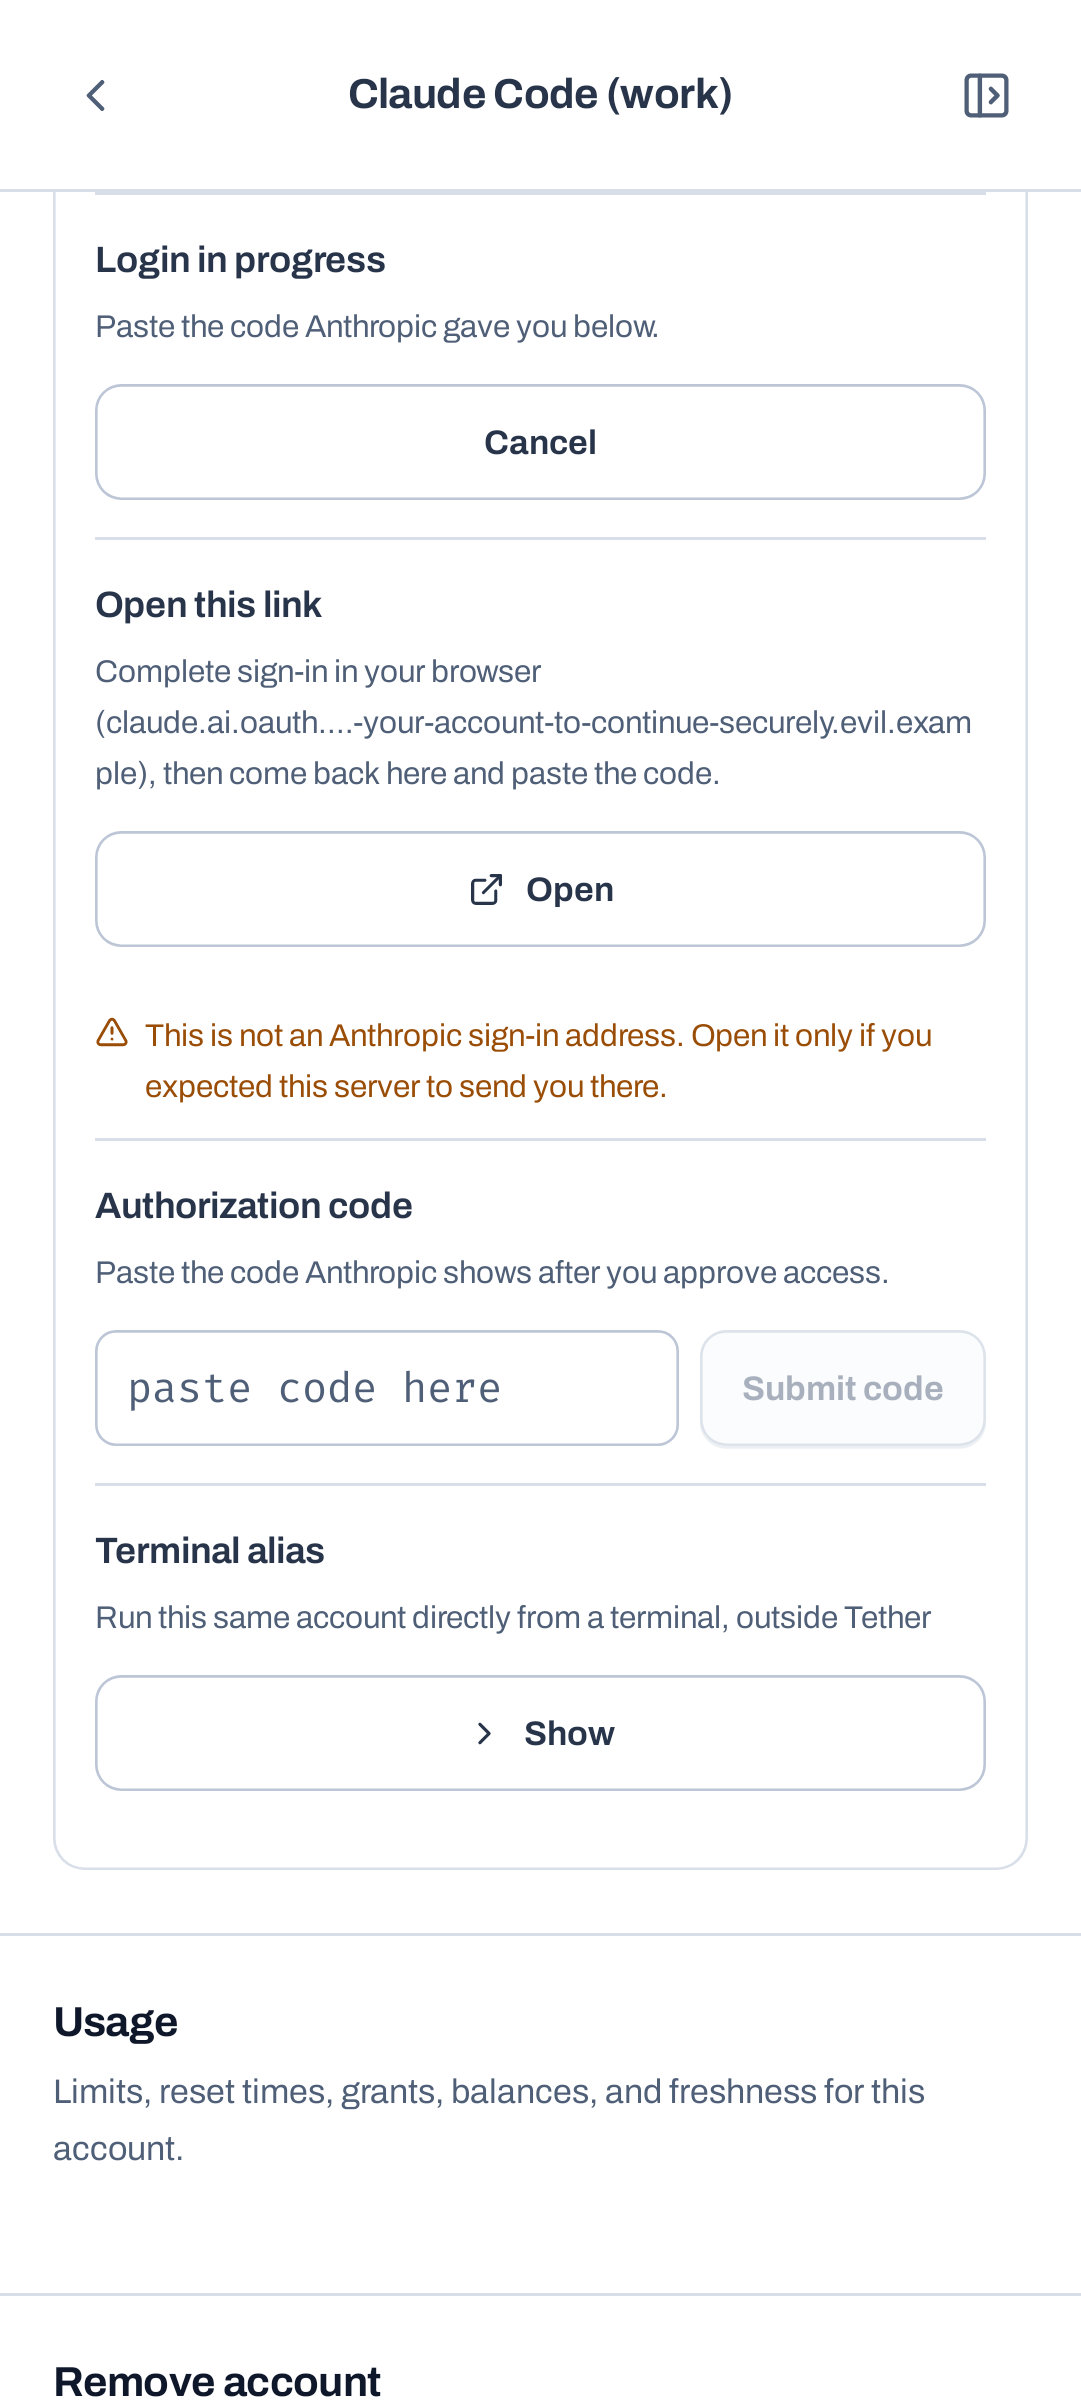 Claude Code (work)
Login in progress
Paste the code Anthropic gave you below.
Cancel
Open this link
Complete sign-in in your browser
(claude.ai.oauth....-your-account-to-continue-securely.evil.exam
ple), then come back here and paste the code.
Open
This is not an Anthropic sign-in address. Open it only if you
expected this server to send you there.
Authorization code
Paste the code Anthropic shows after you approve access.
paste code here
Submit code
Terminal alias
Run this same account directly from a terminal, outside Tether
Show
Usage
Limits, reset times, grants, balances, and freshness for this
account.
Remove account